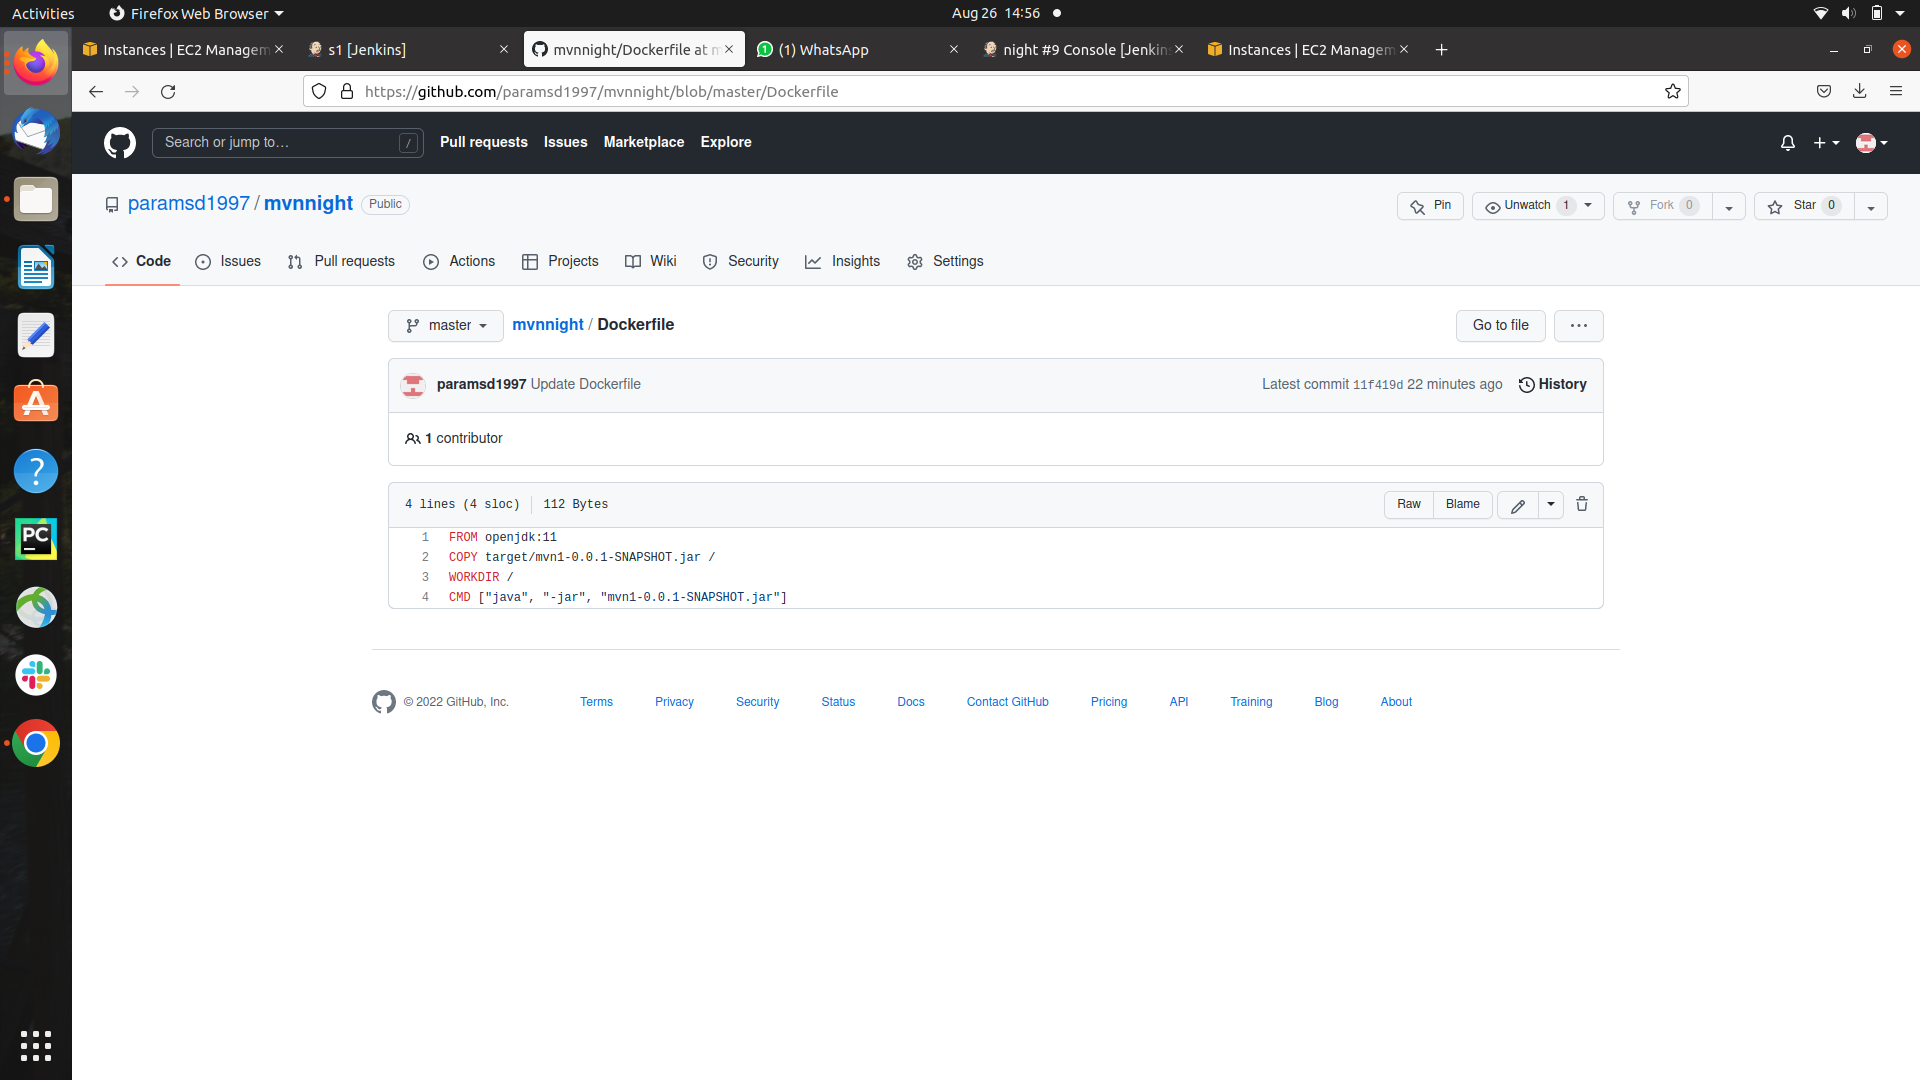 Activities
Firefox Web Browser
Aug 26 14:56
Instances | EC2 Managem
s1 [Jenkins]
mvnnight/Dockerfile at m
(1) WhatsApp
night #9 Console [Jenkins
Instances | EC2 Managem
https://github.com/paramsd1997/mvnnight/blob/master/Dockerfile
Search or jump to…
/
Pull requests
Issues
Marketplace
Explore
paramsd1997 / mvnnight
Public
Pin
Unwatch 1
Fork 0
Star 0
Code
Issues
Pull requests
Actions
Projects
Wiki
Security
Insights
Settings
master
mvnnight / Dockerfile
Go to file
paramsd1997 Update Dockerfile
Latest commit 11f419d 22 minutes ago
History
1 contributor
4 lines (4 sloc)
112 Bytes
Raw
Blame
1 FROM openjdk:11
2 COPY target/mvn1-0.0.1-SNAPSHOT.jar /
3 WORKDIR /
4 CMD ["java", "-jar", "mvn1-0.0.1-SNAPSHOT.jar"]
© 2022 GitHub, Inc.
Terms
Privacy
Security
Status
Docs
Contact GitHub
Pricing
API
Training
Blog
About
PC